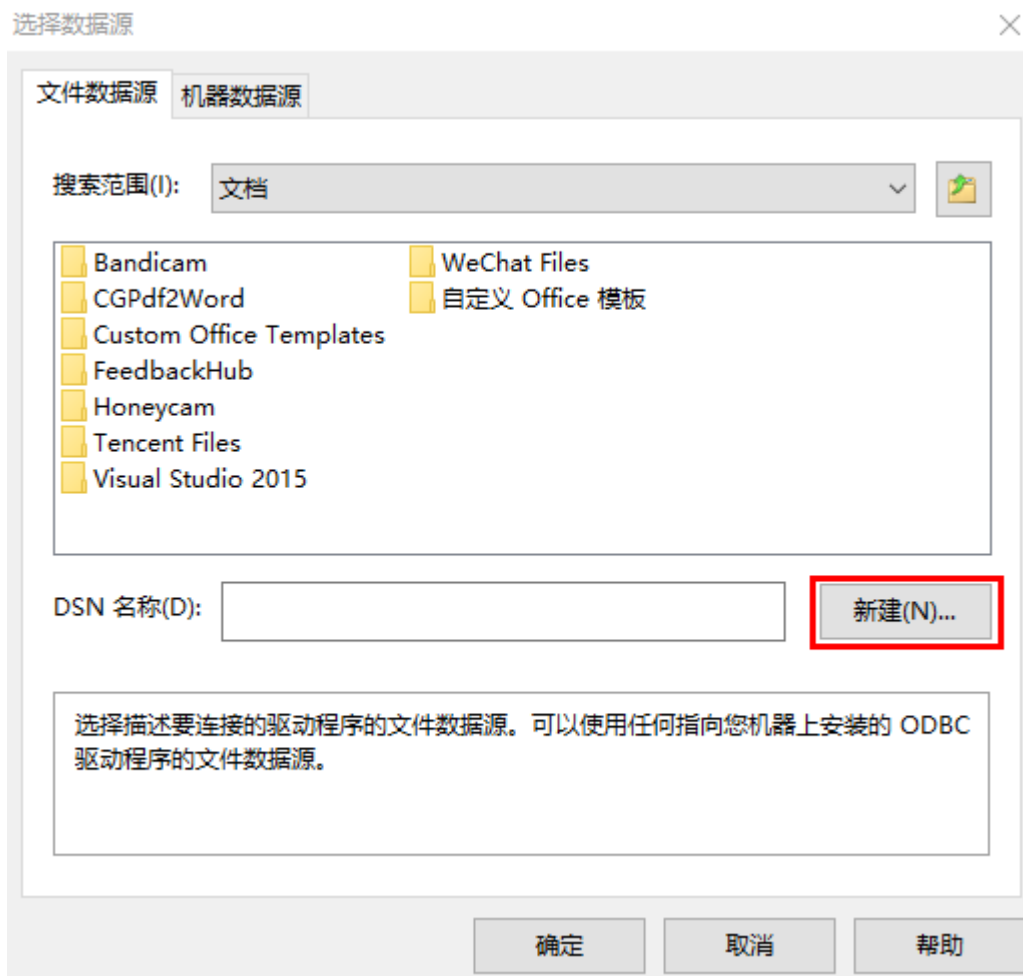 选择数据源
文件数据源 机器数据源
搜索范围(I): 文档
Bandicam WeChat Files
CGPdf2Word 自定义 Office 模板
Custom Office Templates
FeedbackHub
Honeycam
Tencent Files
Visual Studio 2015
DSN 名称(D): 新建(N)...
选择描述要连接的驱动程序的文件数据源。可以使用任何指向您机器上安装的 ODBC
驱动程序的文件数据源。
确定 取消 帮助